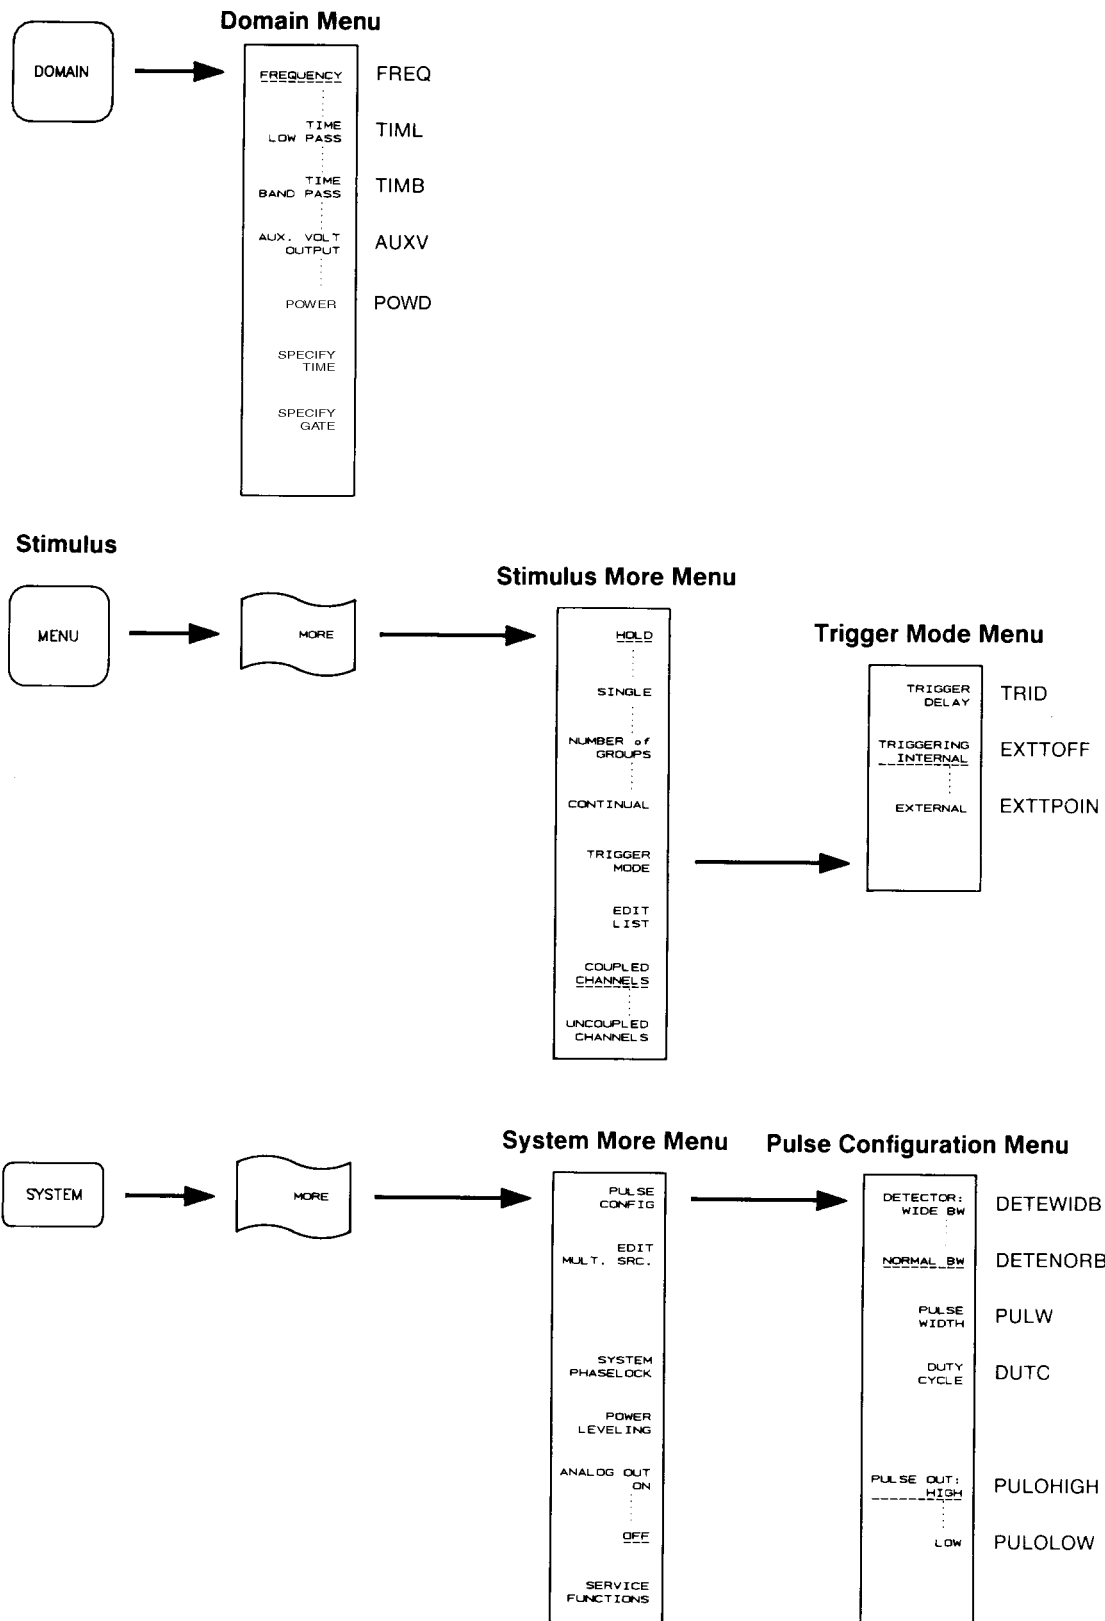 Domain Menu
DOMAIN
FREQUENCY FREQ
TIME
LOW PASS TIML
TIME
BAND PASS TIMB
AUX. VOLT
OUTPUT AUXV
POWER POWD
SPECIFY
TIME
SPECIFY
GATE
Stimulus
MENU
MORE
Stimulus More Menu
HOLD
SINGLE
NUMBER of
GROUPS
CONTINUAL
TRIGGER
MODE
EDIT
LIST
COUPLED
CHANNELS
UNCOUPLED
CHANNELS
Trigger Mode Menu
TRIGGER
DELAY TRID
TRIGGERING
INTERNAL EXTTOFF
EXTERNAL EXTTPOIN
SYSTEM
MORE
System More Menu
PULSE
CONFIG
EDIT
MULT. SRC.
SYSTEM
PHASELOCK
POWER
LEVELING
ANALOG OUT
ON
OFF
SERVICE
FUNCTIONS
Pulse Configuration Menu
DETECTOR:
WIDE BW DETEWIDB
NORMAL BW DETENORB
PULSE
WIDTH PULW
DUTY
CYCLE DUTC
PULSE OUT:
HIGH PULOHIGH
LOW PULOLOW